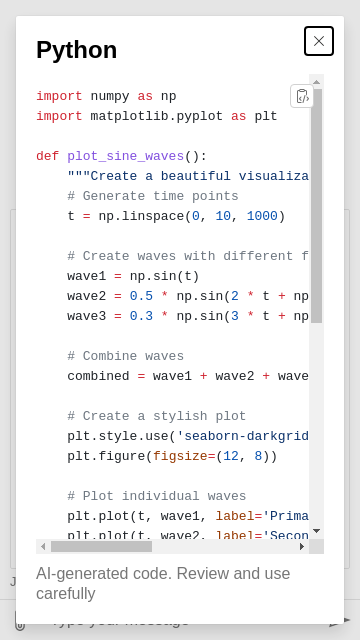 Python
import numpy as np
import matplotlib.pyplot as plt
def plot_sine_waves():
"""Create a beautiful
# Generate time points
t = np.linspace(0, 10, 1000)
# Create waves with different
wave1 = np.sin(t)
wave2 = 0.5 * np.sin(2 * t + np
wave3 = 0.3 * np.sin(3 * t + np
# Combine waves
combined = wave1 + wave2 + wave
# Create a stylish plot
plt.style.use('seaborn-darkgrid
plt.figure(figsize=(12, 8))
# Plot individual waves
plt.plot(t, wave1, label='Prima
plt.plot(t, wave2, label='Secon
AI-generated code. Review and use
carefully
Type your message